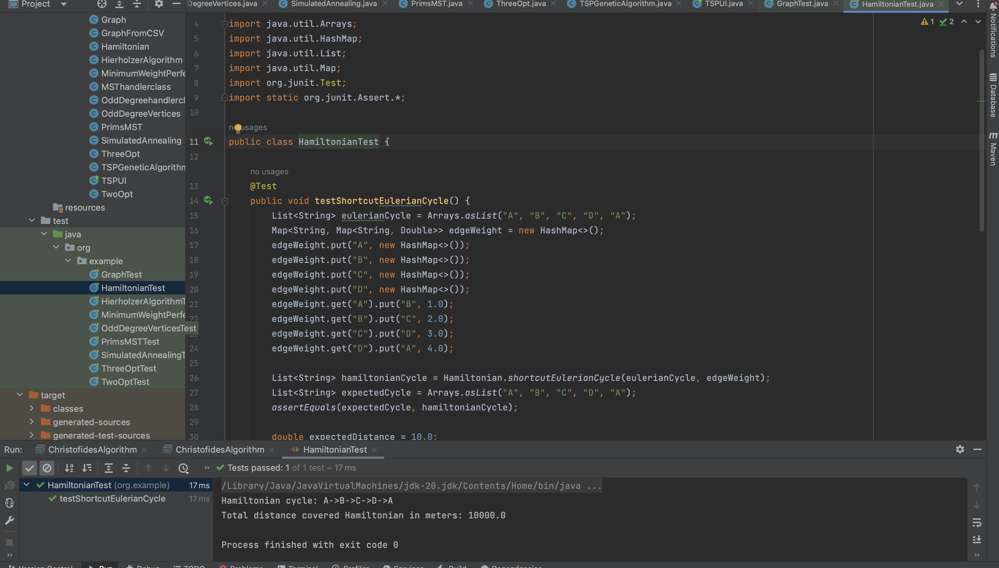 Project
DegreeVertices.java
SimulatedAnnealing.java
PrimsMST.java
ThreeOpt.java
TSPGeneticAlgorithm.java
TSPUI.java
GraphTest.java
HamiltonianTest.java
Graph
GraphFromCSV
Hamiltonian
HierholzerAlgorithm
MinimumWeightPerfe
MSThandlerclass
OddDegreehandlercl
OddDegreeVertices
PrimsMST
SimulatedAnnealing
ThreeOpt
TSPGeneticAlgorithm
TSPUI
TwoOpt
resources
test
java
org
example
GraphTest
HamiltonianTest
HierholzerAlgorithmT
MinimumWeightPerfe
OddDegreeVerticesTest
PrimsMSTTest
SimulatedAnnealingT
ThreeOptTest
TwoOptTest
target
classes
generated-sources
generated-test-sources
4 import java.util.Arrays;
5 import java.util.HashMap;
6 import java.util.List;
7 import java.util.Map;
8 import org.junit.Test;
9 import static org.junit.Assert.*;
10
no usages
11 public class HamiltonianTest {
12
no usages
13 @Test
14 public void testShortcutEulerianCycle() {
15 List<String> eulerianCycle = Arrays.asList("A", "B", "C", "D", "A");
16 Map<String, Map<String, Double>> edgeWeight = new HashMap<>();
17 edgeWeight.put("A", new HashMap<>());
18 edgeWeight.put("B", new HashMap<>());
19 edgeWeight.put("C", new HashMap<>());
20 edgeWeight.put("D", new HashMap<>());
21 edgeWeight.get("A").put("B", 1.0);
22 edgeWeight.get("B").put("C", 2.0);
23 edgeWeight.get("C").put("D", 3.0);
24 edgeWeight.get("D").put("A", 4.0);
25
26 List<String> hamiltonianCycle = Hamiltonian.shortcutEulerianCycle(eulerianCycle, edgeWeight);
27 List<String> expectedCycle = Arrays.asList("A", "B", "C", "D", "A");
28 assertEquals(expectedCycle, hamiltonianCycle);
29
30 double expectedDistance = 10.0;
1 2
Notifications
Database
m Maven
Run: ChristofidesAlgorithm ChristofidesAlgorithm HamiltonianTest
Tests passed: 1 of 1 test – 17 ms
HamiltonianTest (org.example) 17 ms
testShortcutEulerianCycle 17 ms
/Library/Java/JavaVirtualMachines/jdk-20.jdk/Contents/Home/bin/java ...
Hamiltonian cycle: A->B->C->D->A
Total distance covered Hamiltonian in meters: 10000.0
Process finished with exit code 0
Version Control Run Debug TODO Problems Terminal Profiler Services Build Dependencies